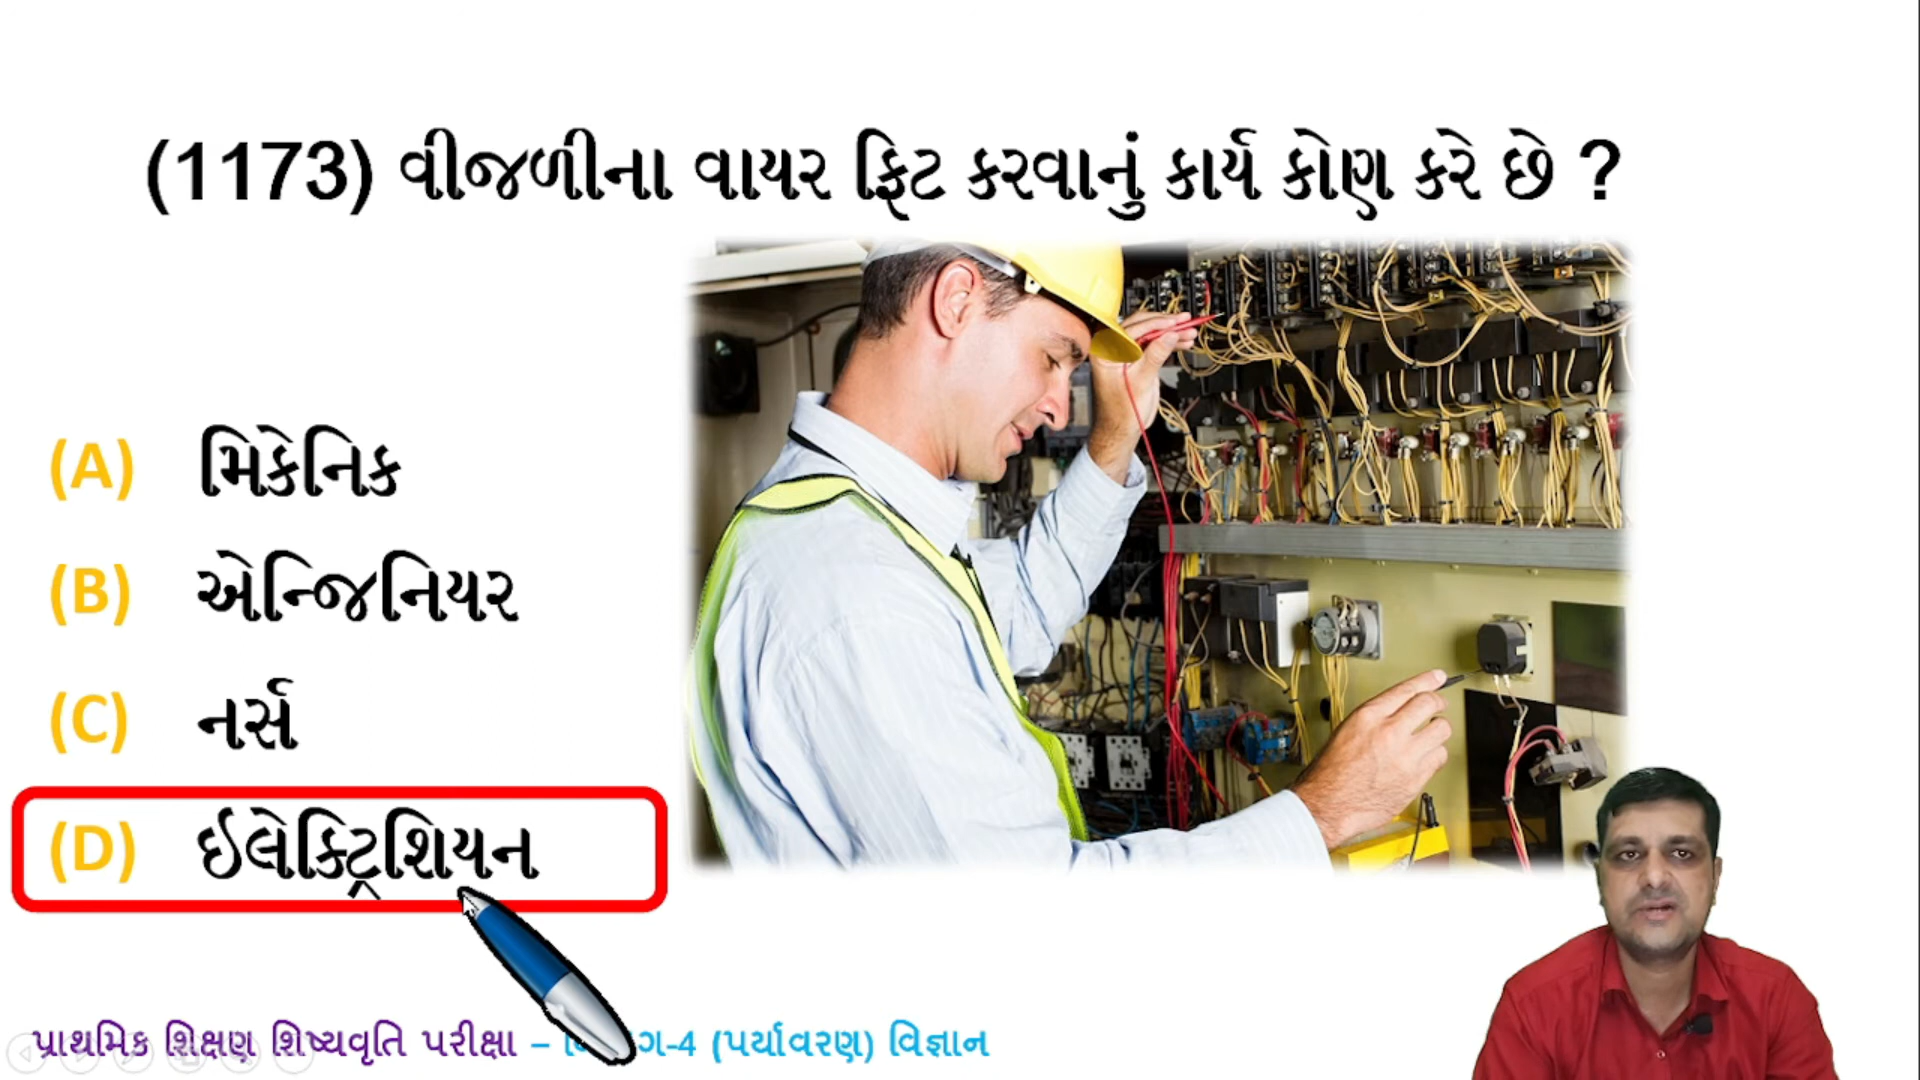 (1173) વીજળીના વાયર ફિટ કરવાનું કાર્ય કોણ કરે છે ?
(A) મિકેનિક
(B) એન્જિનિયર
(C) નર્સ
(D) ઈલેક્ટ્રિશિયન
પ્રાથમિક શિક્ષણ શિષ્યવૃતિ પરીક્ષા – ગ-4 (પર્યાવરણ) વિજ્ઞાન